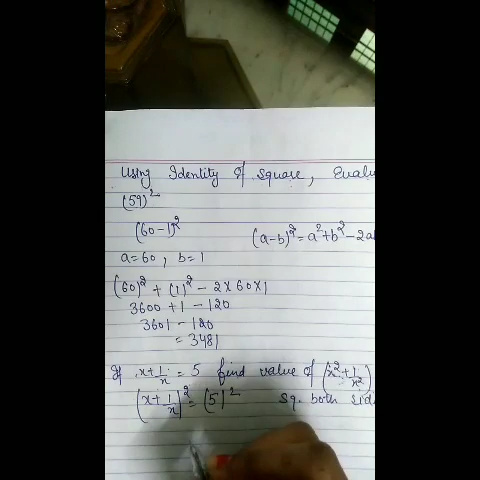 Using Identity of Square, Evalu
(59)²
(60-1)² (a-b)² = a² + b² - 2a
a = 60, b = 1
(60)² + (1)² - 2 × 60 × 1
3600 + 1 - 120
3601 - 120
= 3481
If x + 1/x = 5 find value of (x² + 1/x²)
(x + 1/x)² = (5)² Sq. both sid